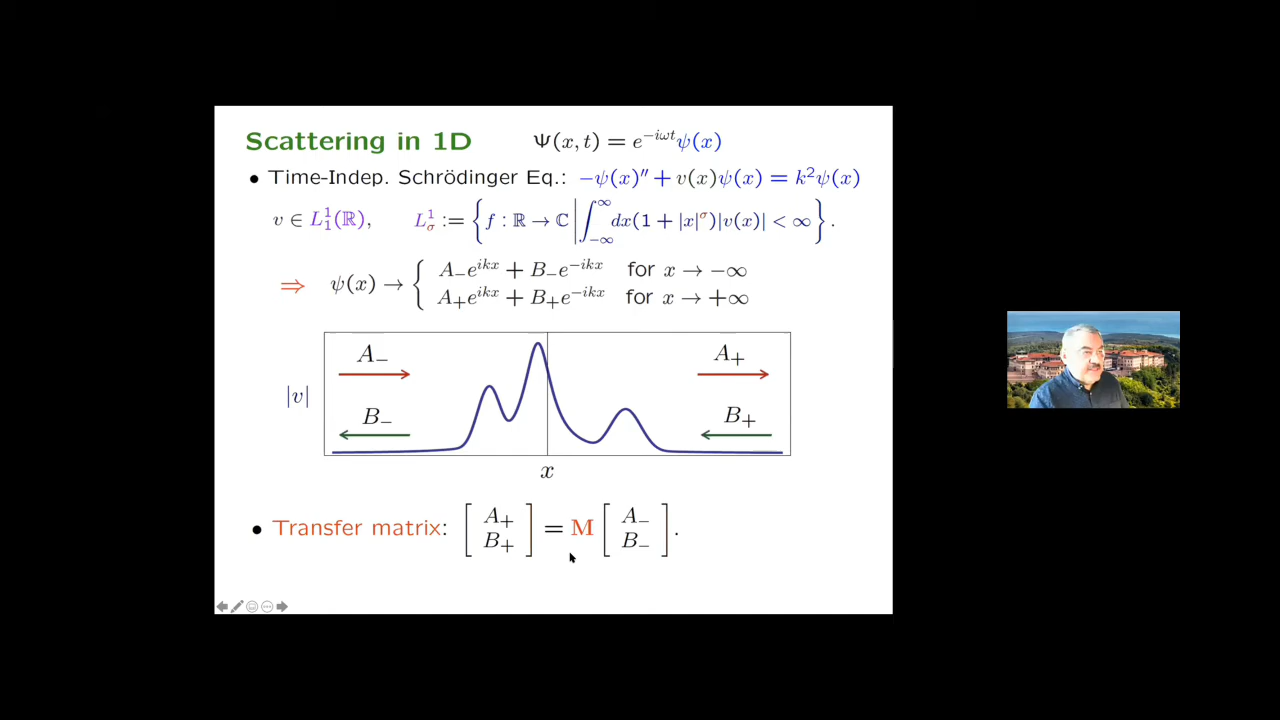 Scattering in 1D Ψ(x, t) = e^{−iωt}ψ(x)
• Time-Indep. Schrödinger Eq.: −ψ(x)″ + v(x)ψ(x) = k²ψ(x)
v ∈ L¹₁(ℝ), L¹_σ := { f : ℝ → ℂ | ∫_{−∞}^{∞} dx(1 + |x|^σ)|v(x)| < ∞ } .
⇒ ψ(x) → { A₋e^{ikx} + B₋e^{−ikx} for x → −∞
A₊e^{ikx} + B₊e^{−ikx} for x → +∞
A₋ A₊
|v|
B₋ B₊
x
• Transfer matrix: [ A₊ B₊ ] = M [ A₋ B₋ ] .